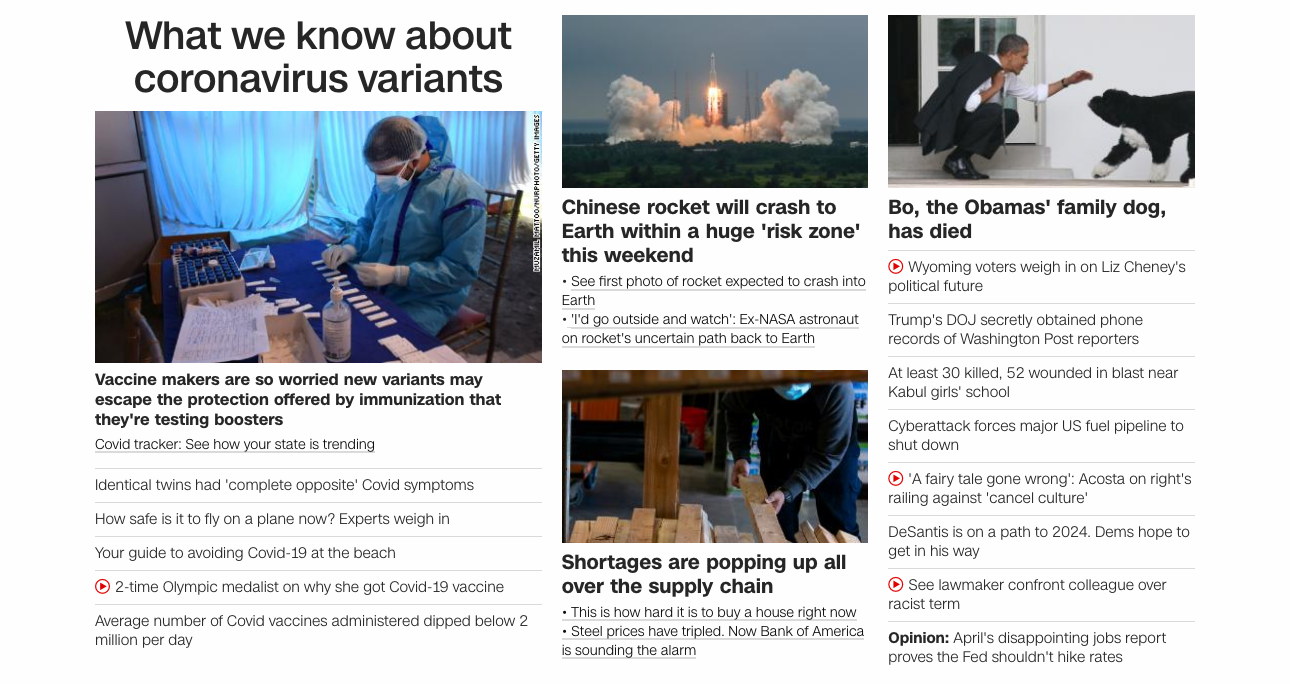 What we know about
coronavirus variants
MUZAMIL MATTOO/NURPHOTO/GETTY IMAGES
Vaccine makers are so worried new variants may
escape the protection offered by immunization that
they're testing boosters
Covid tracker: See how your state is trending
Identical twins had 'complete opposite' Covid symptoms
How safe is it to fly on a plane now? Experts weigh in
Your guide to avoiding Covid-19 at the beach
2-time Olympic medalist on why she got Covid-19 vaccine
Average number of Covid vaccines administered dipped below 2
million per day
Chinese rocket will crash to
Earth within a huge 'risk zone'
this weekend
• See first photo of rocket expected to crash into
Earth
• 'I'd go outside and watch': Ex-NASA astronaut
on rocket's uncertain path back to Earth
Shortages are popping up all
over the supply chain
• This is how hard it is to buy a house right now
• Steel prices have tripled. Now Bank of America
is sounding the alarm
Bo, the Obamas' family dog,
has died
Wyoming voters weigh in on Liz Cheney's
political future
Trump's DOJ secretly obtained phone
records of Washington Post reporters
At least 30 killed, 52 wounded in blast near
Kabul girls' school
Cyberattack forces major US fuel pipeline to
shut down
'A fairy tale gone wrong': Acosta on right's
railing against 'cancel culture'
DeSantis is on a path to 2024. Dems hope to
get in his way
See lawmaker confront colleague over
racist term
Opinion: April's disappointing jobs report
proves the Fed shouldn't hike rates